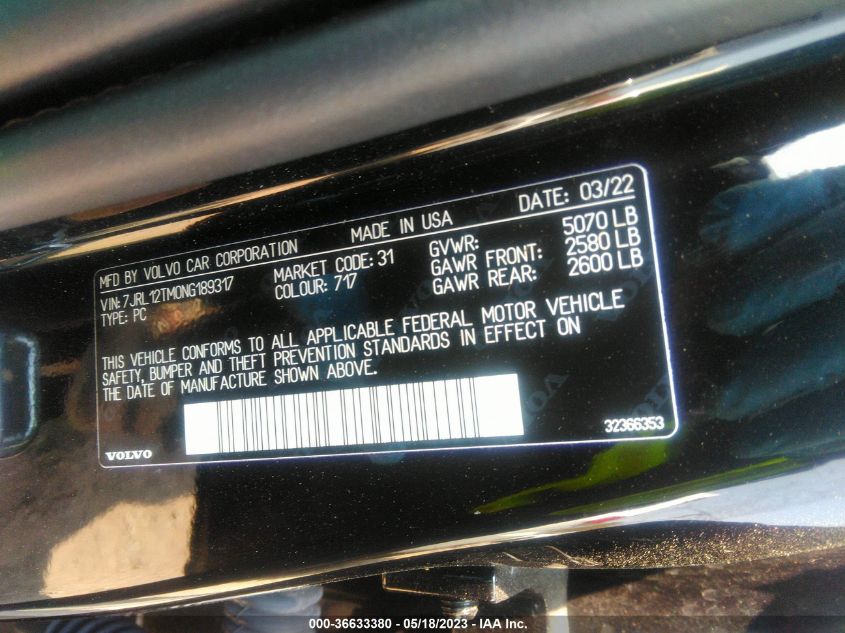 MFD BY VOLVO CAR CORPORATION MADE IN USA DATE: 03/22
VIN: 7JRL12TM0NG189317 MARKET CODE: 31 GVWR: 5070 LB
TYPE: PC COLOUR: 717 GAWR FRONT: 2580 LB
GAWR REAR: 2600 LB
THIS VEHICLE CONFORMS TO ALL APPLICABLE FEDERAL MOTOR VEHICLE
SAFETY, BUMPER AND THEFT PREVENTION STANDARDS IN EFFECT ON
THE DATE OF MANUFACTURE SHOWN ABOVE.
VOLVO 32366353
000-36633380 - 05/18/2023 - IAA Inc.